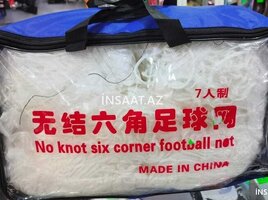 INSAAT.AZ
7人制
无结六角足球网
No knot six corner football net
MADE IN CHINA